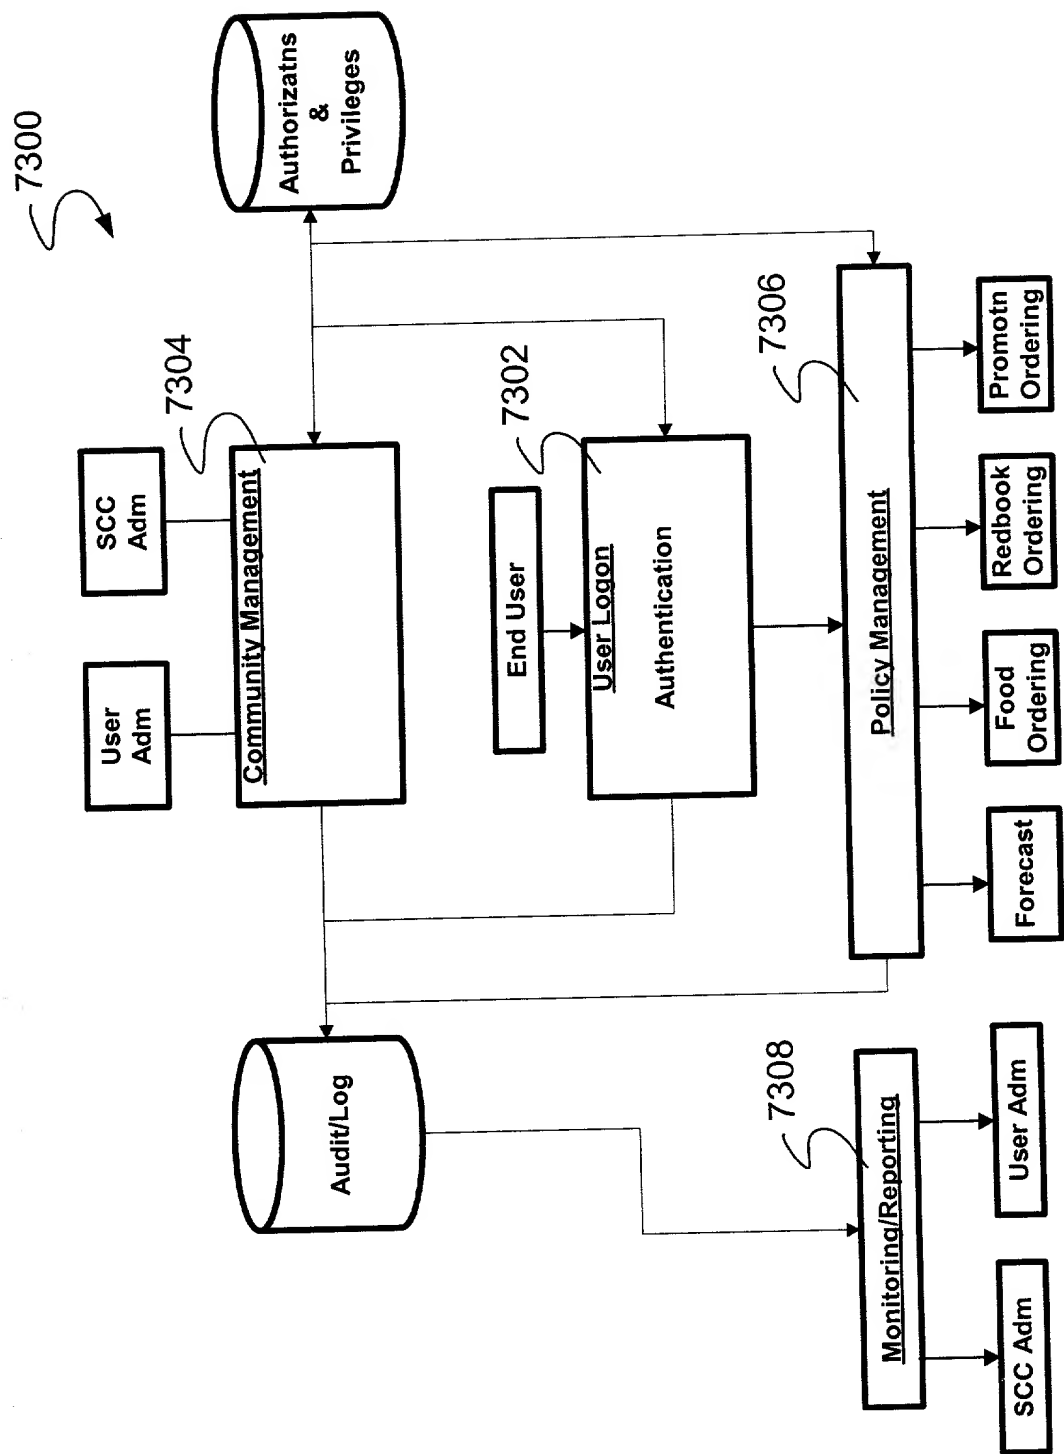 7300
User
Adm
SCC
Adm
7304
Community Management
Authorizatns
&
Privileges
Audit/Log
End User
7302
User Logon
Authentication
7306
Policy Management
7308
Monitoring/Reporting
SCC Adm
User Adm
Forecast
Food
Ordering
Redbook
Ordering
Promotn
Ordering